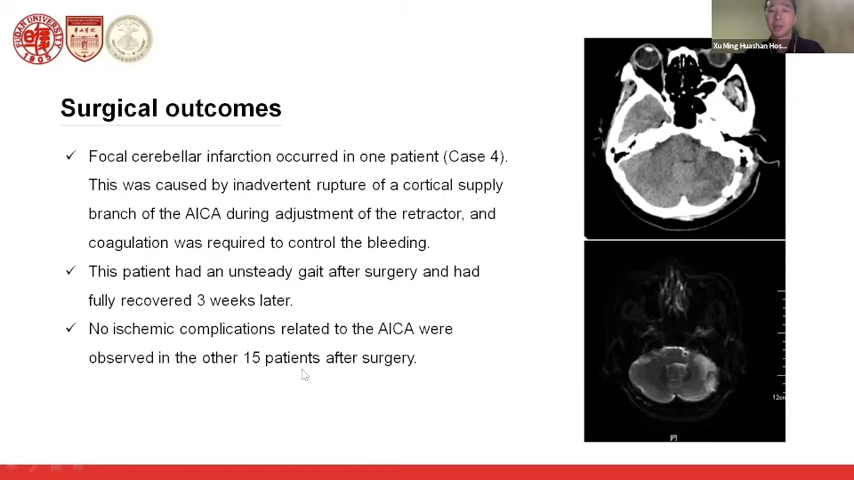 FUDAN UNIVERSITY
1905
Xu Ming Huashan Hos...
Surgical outcomes
✓ Focal cerebellar infarction occurred in one patient (Case 4).
This was caused by inadvertent rupture of a cortical supply
branch of the AICA during adjustment of the retractor, and
coagulation was required to control the bleeding.
✓ This patient had an unsteady gait after surgery and had
fully recovered 3 weeks later.
✓ No ischemic complications related to the AICA were
observed in the other 15 patients after surgery.